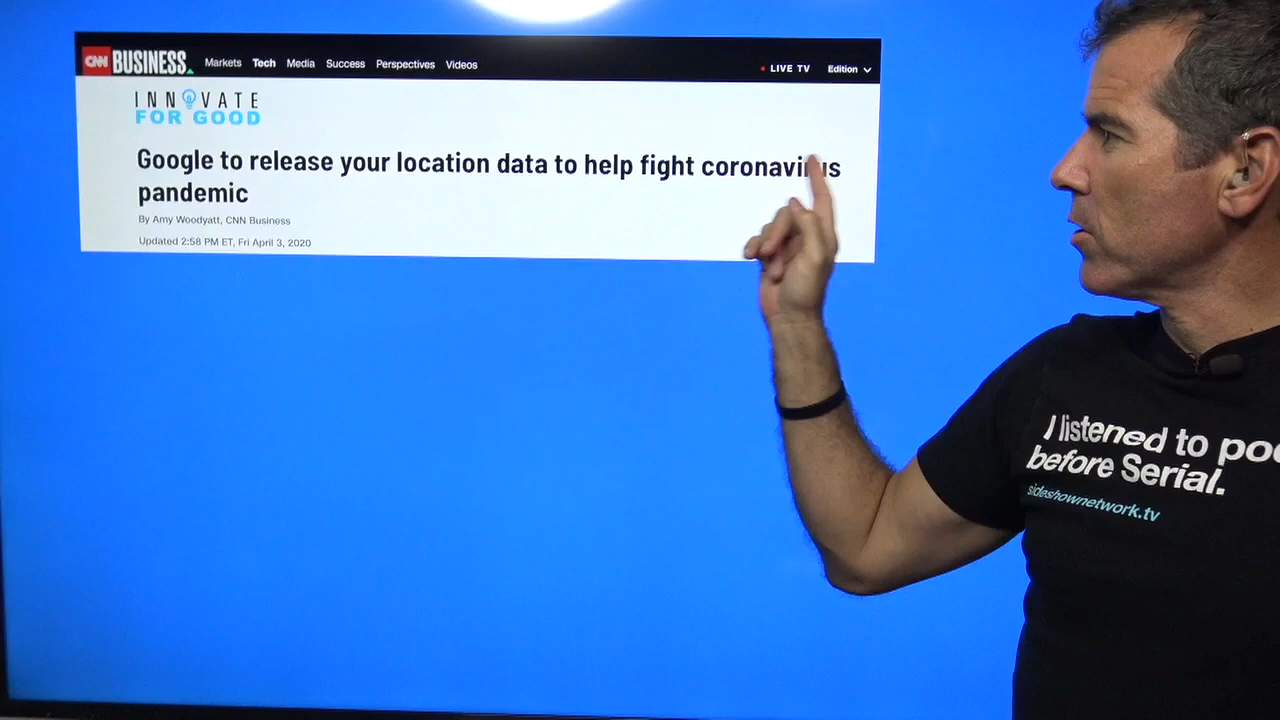 CNN BUSINESS Markets Tech Media Success Perspectives Videos LIVE TV Edition
INNOVATE
FOR GOOD
Google to release your location data to help fight coronavirus
pandemic
By Amy Woodyatt, CNN Business
Updated 2:58 PM ET, Fri April 3, 2020
I listened to
before Serial.
sideshownetwork.tv